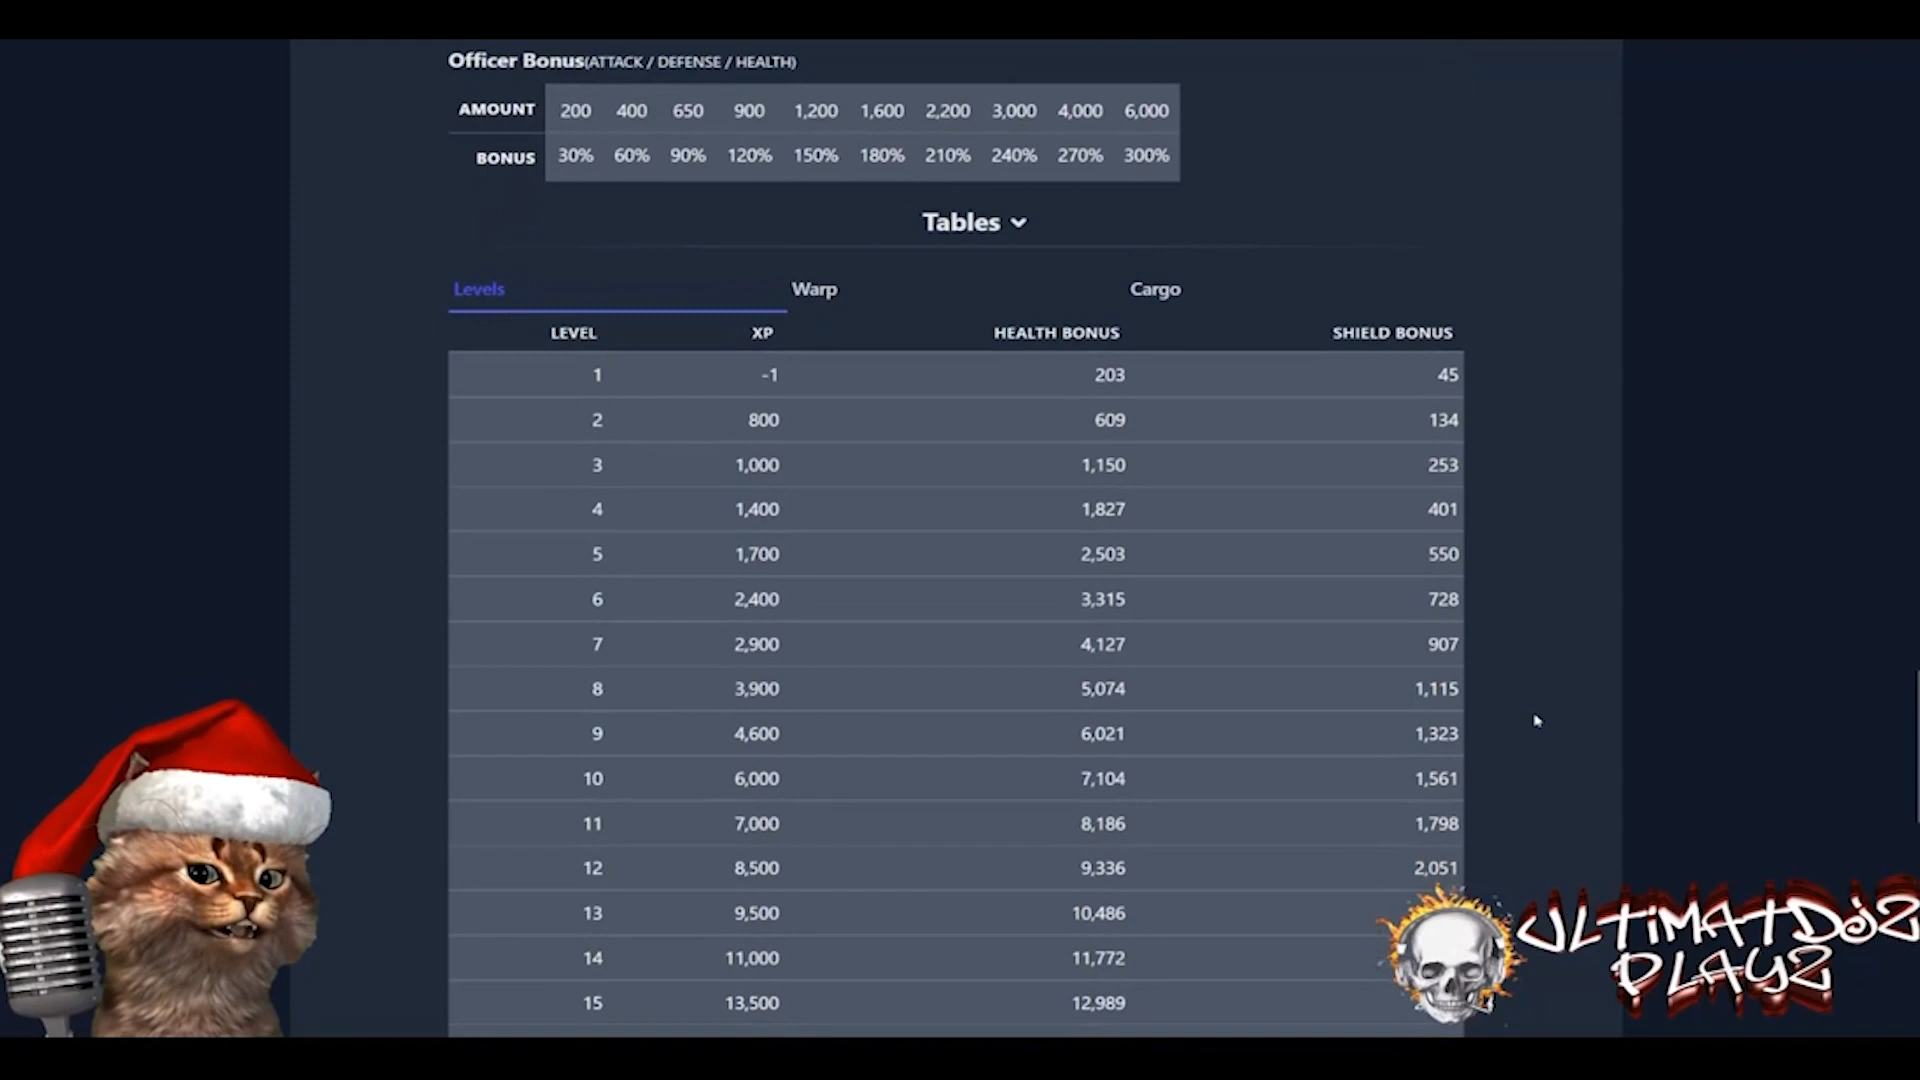 Officer Bonus(ATTACK / DEFENSE / HEALTH)
AMOUNT 200 400 650 900 1,200 1,600 2,200 3,000 4,000 6,000
BONUS 30% 60% 90% 120% 150% 180% 210% 240% 270% 300%
Tables
Levels Warp Cargo
LEVEL XP HEALTH BONUS SHIELD BONUS
1 -1 203 45
2 800 609 134
3 1,000 1,150 253
4 1,400 1,827 401
5 1,700 2,503 550
6 2,400 3,315 728
7 2,900 4,127 907
8 3,900 5,074 1,115
9 4,600 6,021 1,323
10 6,000 7,104 1,561
11 7,000 8,186 1,798
12 8,500 9,336 2,051
13 9,500 10,486
14 11,000 11,772
15 13,500 12,989
ULTIMATDJZ
PLAYZ